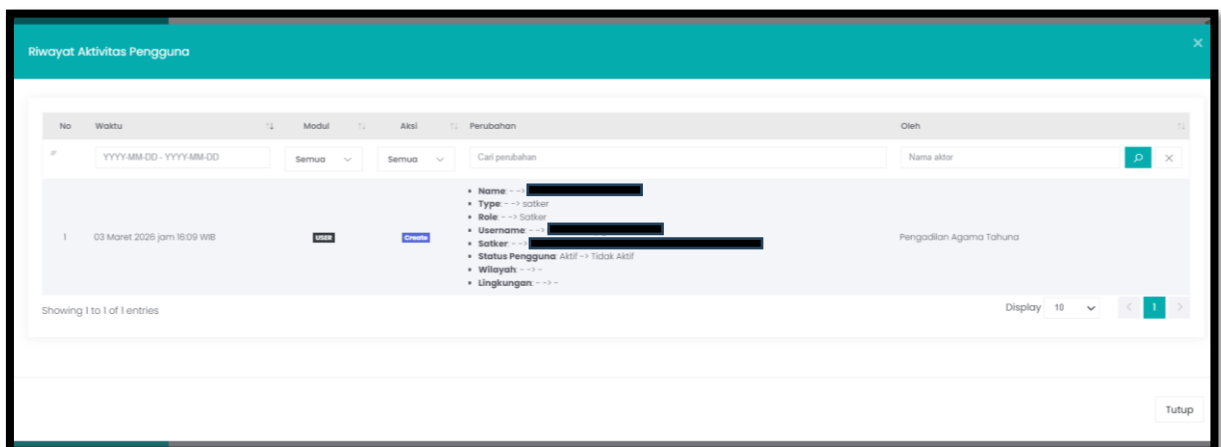 Riwayat Aktivitas Pengguna
No Waktu Modul Aksi Perubahan Oleh
YYYY-MM-DD - YYYY-MM-DD Semua Semua Cari perubahan Nama aktor
1 03 Maret 2026 jam 16:09 WIB USER Create
• Name: - -->
• Type: - --> satker
• Role: - --> Satker
• Username: - -->
• Satker: - -->
• Status Pengguna: Aktif --> Tidak Aktif
• Wilayah: - --> -
• Lingkungan: - --> -
Pengadilan Agama Tahuna
Showing 1 to 1 of 1 entries
Display 10 < 1 >
Tutup